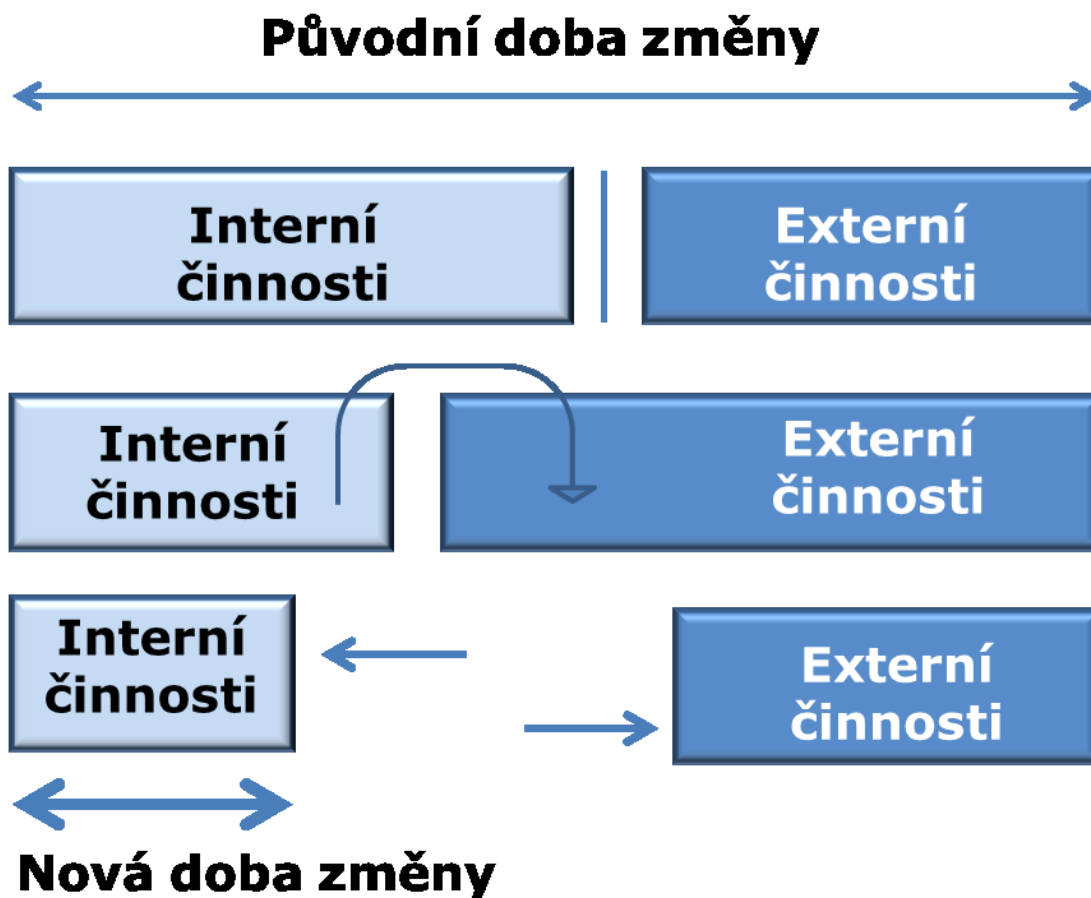 Původní doba změny
Interní
činnosti
Externí
činnosti
Interní
činnosti
Externí
činnosti
Interní
činnosti
Externí
činnosti
Nová doba změny